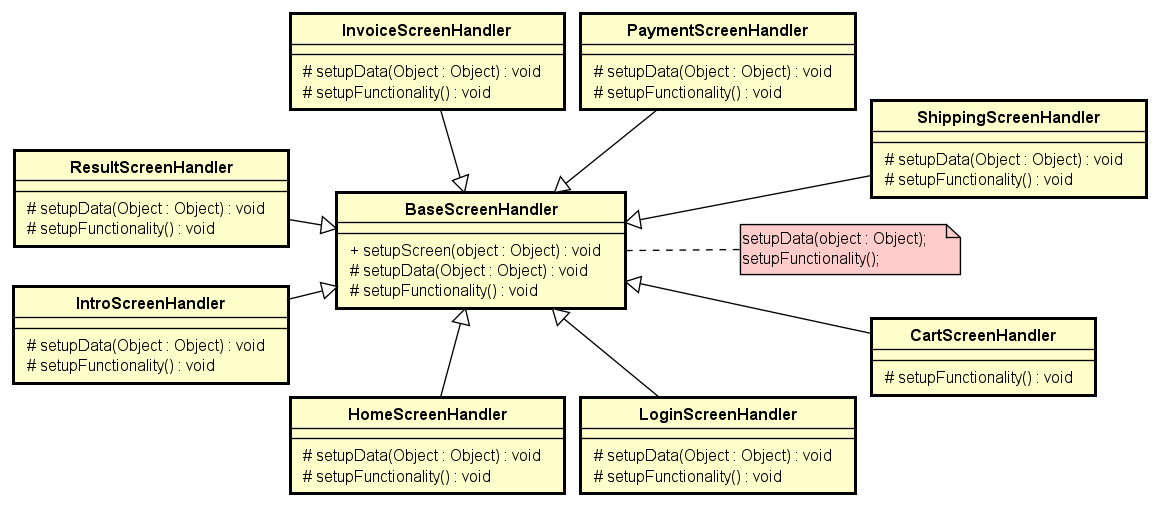 InvoiceScreenHandler
# setupData(Object : Object) : void
# setupFunctionality() : void
PaymentScreenHandler
# setupData(Object : Object) : void
# setupFunctionality() : void
ShippingScreenHandler
# setupData(Object : Object) : void
# setupFunctionality() : void
ResultScreenHandler
# setupData(Object : Object) : void
# setupFunctionality() : void
BaseScreenHandler
+ setupScreen(object : Object) : void
# setupData(Object : Object) : void
# setupFunctionality() : void
setupData(object : Object);
setupFunctionality();
IntroScreenHandler
# setupData(Object : Object) : void
# setupFunctionality() : void
CartScreenHandler
# setupFunctionality() : void
HomeScreenHandler
# setupData(Object : Object) : void
# setupFunctionality() : void
LoginScreenHandler
# setupData(Object : Object) : void
# setupFunctionality() : void